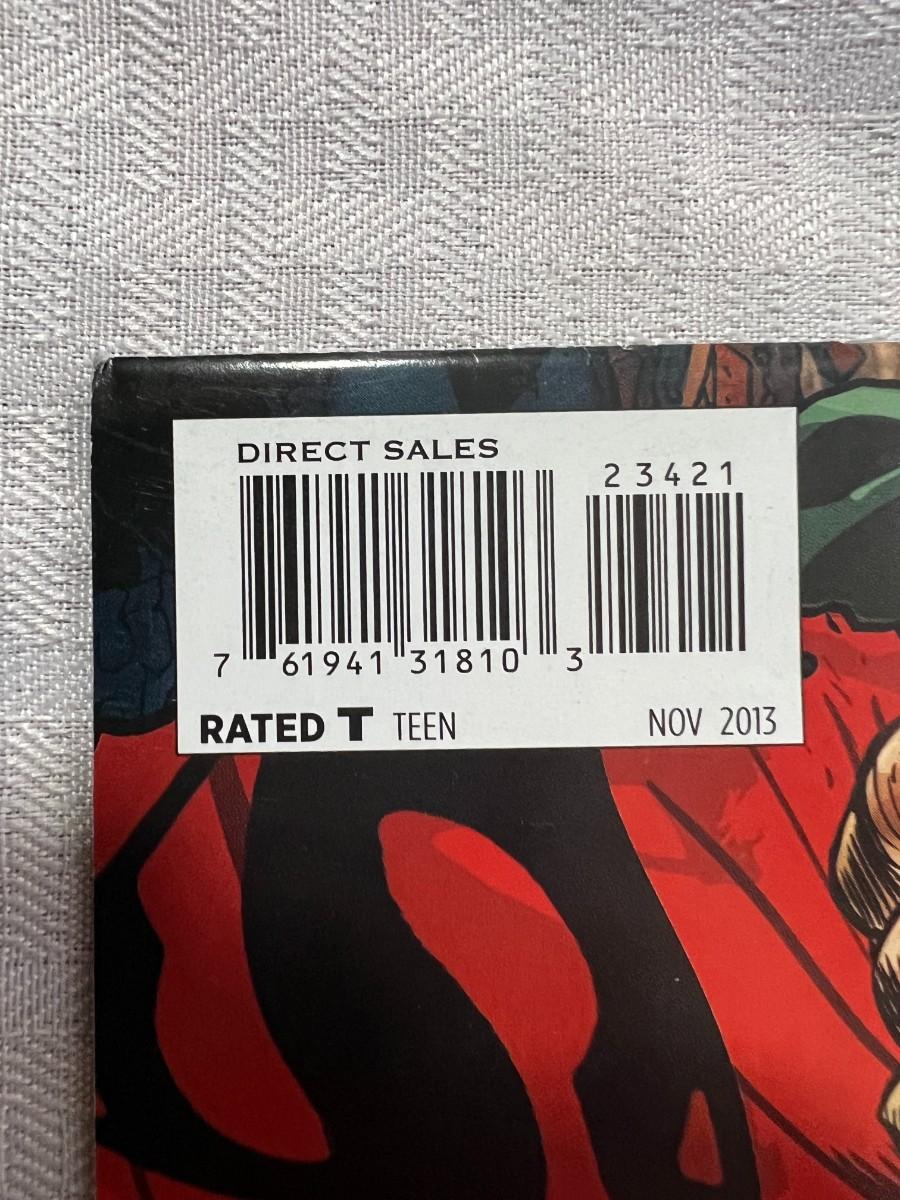 DIRECT SALES
23421
7 61941 31810 3
RATED T TEEN
NOV 2013